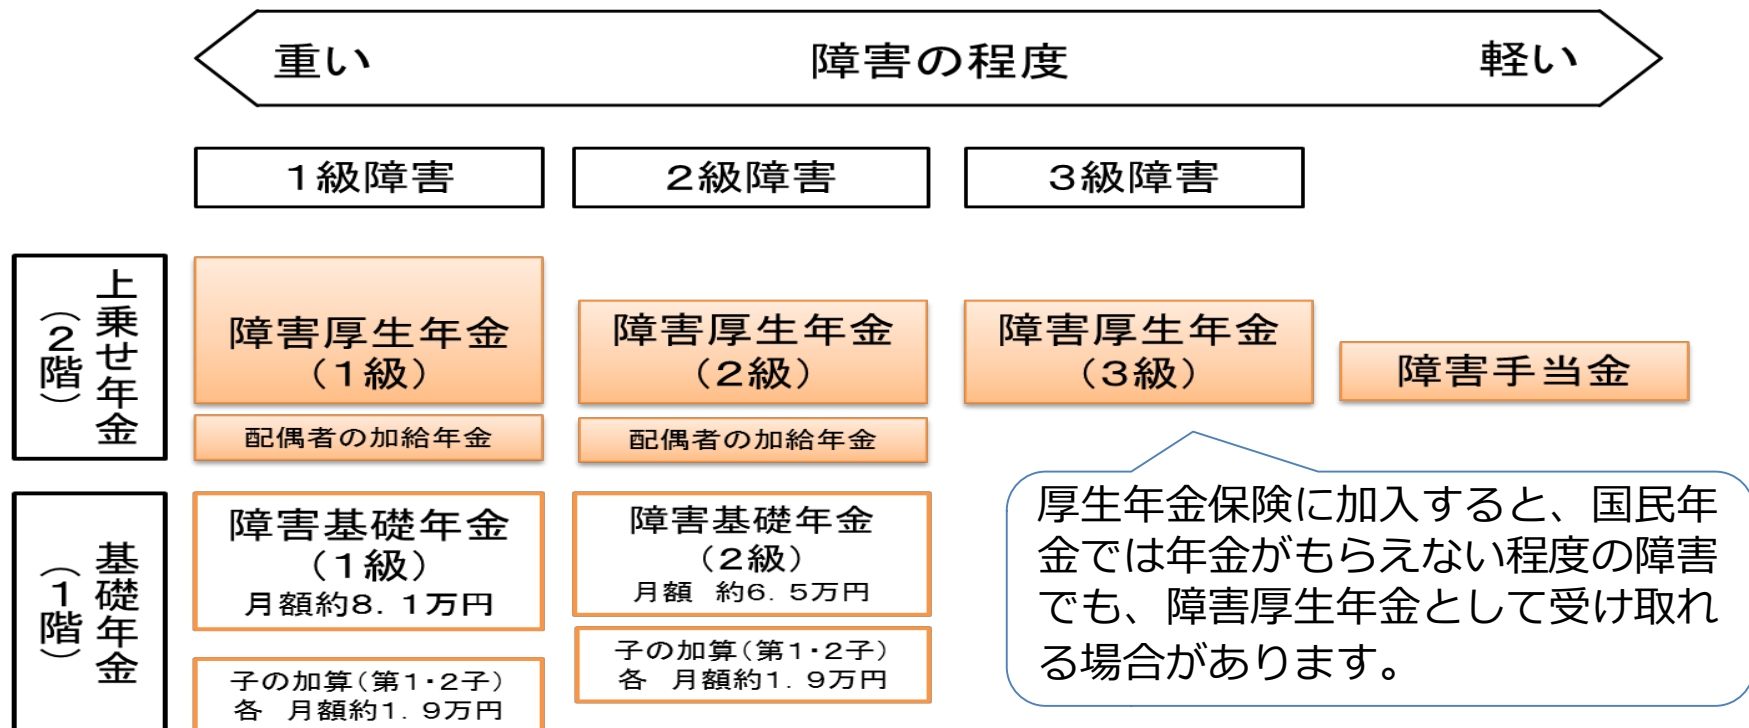 重い 障害の程度 軽い
1級障害 2級障害 3級障害
上乗せ年金
（2階）
障害厚生年金
（1級）
配偶者の加給年金
障害厚生年金
（2級）
配偶者の加給年金
障害厚生年金
（3級）
障害手当金
基礎年金
（1階）
障害基礎年金
（1級）
月額約8．1万円
子の加算（第1・2子）
各　月額約1．9万円
障害基礎年金
（2級）
月額　約6．5万円
子の加算（第1・2子）
各　月額約1．9万円
厚生年金保険に加入すると、国民年
金では年金がもらえない程度の障害
でも、障害厚生年金として受け取れ
る場合があります。